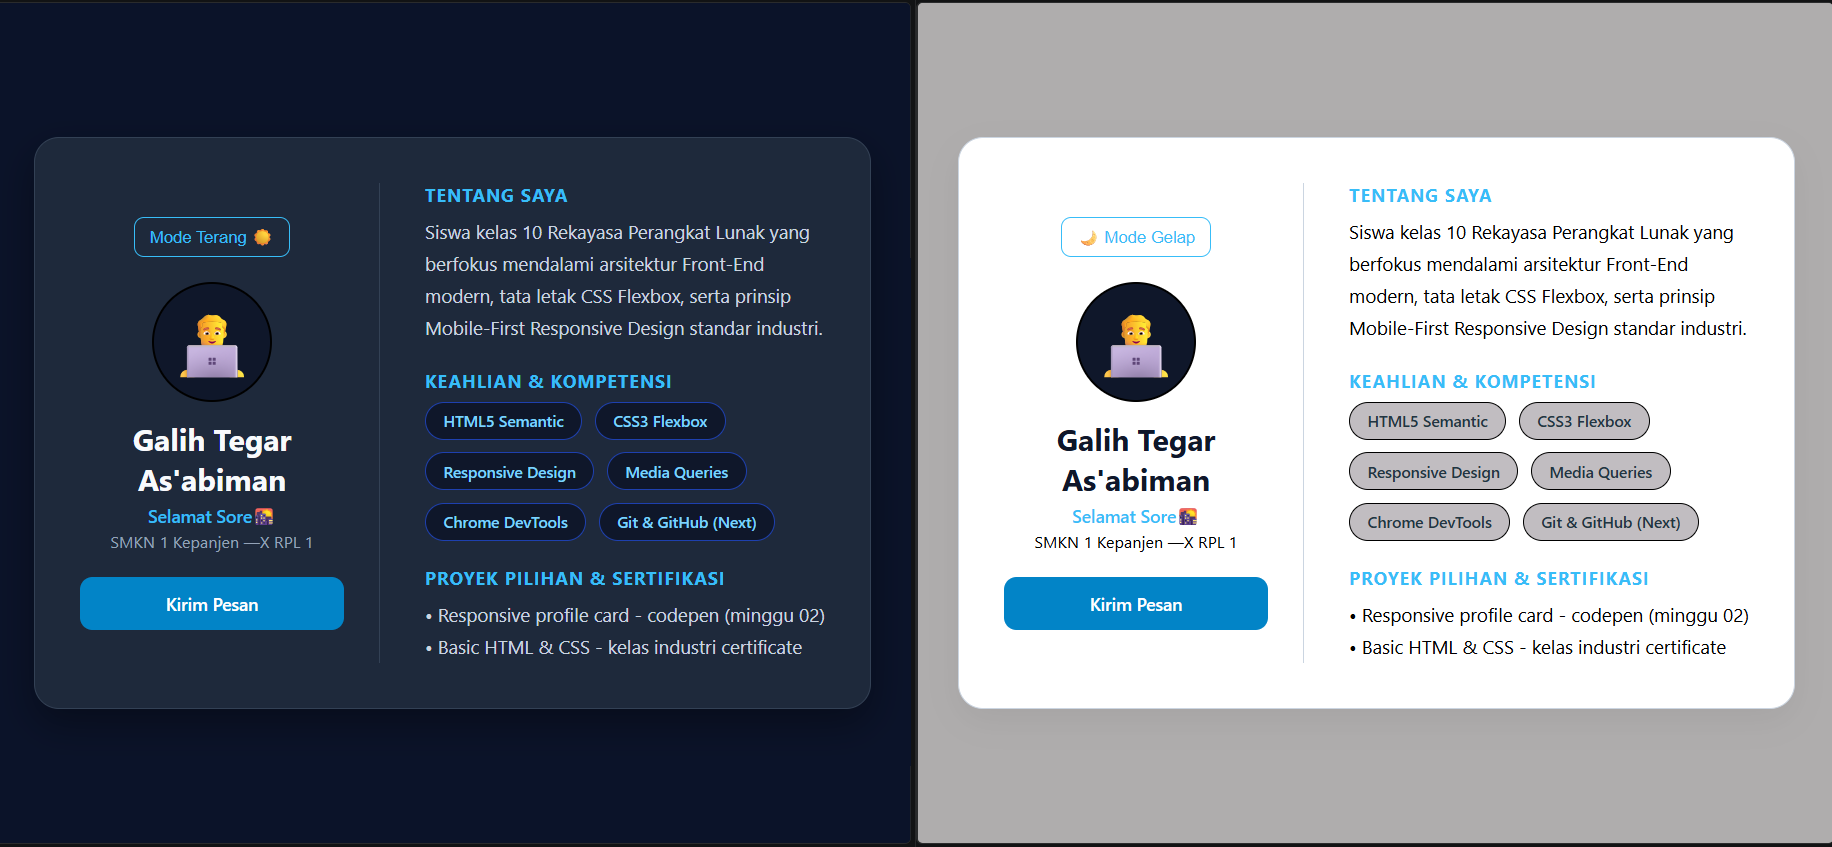 Mode Terang
Galih Tegar
As'abiman
Selamat Sore
SMKN 1 Kepanjen —X RPL 1
Kirim Pesan
TENTANG SAYA
Siswa kelas 10 Rekayasa Perangkat Lunak yang
berfokus mendalami arsitektur Front-End
modern, tata letak CSS Flexbox, serta prinsip
Mobile-First Responsive Design standar industri.
KEAHLIAN & KOMPETENSI
HTML5 Semantic
CSS3 Flexbox
Responsive Design
Media Queries
Chrome DevTools
Git & GitHub (Next)
PROYEK PILIHAN & SERTIFIKASI
• Responsive profile card - codepen (minggu 02)
• Basic HTML & CSS - kelas industri certificate
Mode Gelap
Galih Tegar
As'abiman
Selamat Sore
SMKN 1 Kepanjen —X RPL 1
Kirim Pesan
TENTANG SAYA
Siswa kelas 10 Rekayasa Perangkat Lunak yang
berfokus mendalami arsitektur Front-End
modern, tata letak CSS Flexbox, serta prinsip
Mobile-First Responsive Design standar industri.
KEAHLIAN & KOMPETENSI
HTML5 Semantic
CSS3 Flexbox
Responsive Design
Media Queries
Chrome DevTools
Git & GitHub (Next)
PROYEK PILIHAN & SERTIFIKASI
• Responsive profile card - codepen (minggu 02)
• Basic HTML & CSS - kelas industri certificate